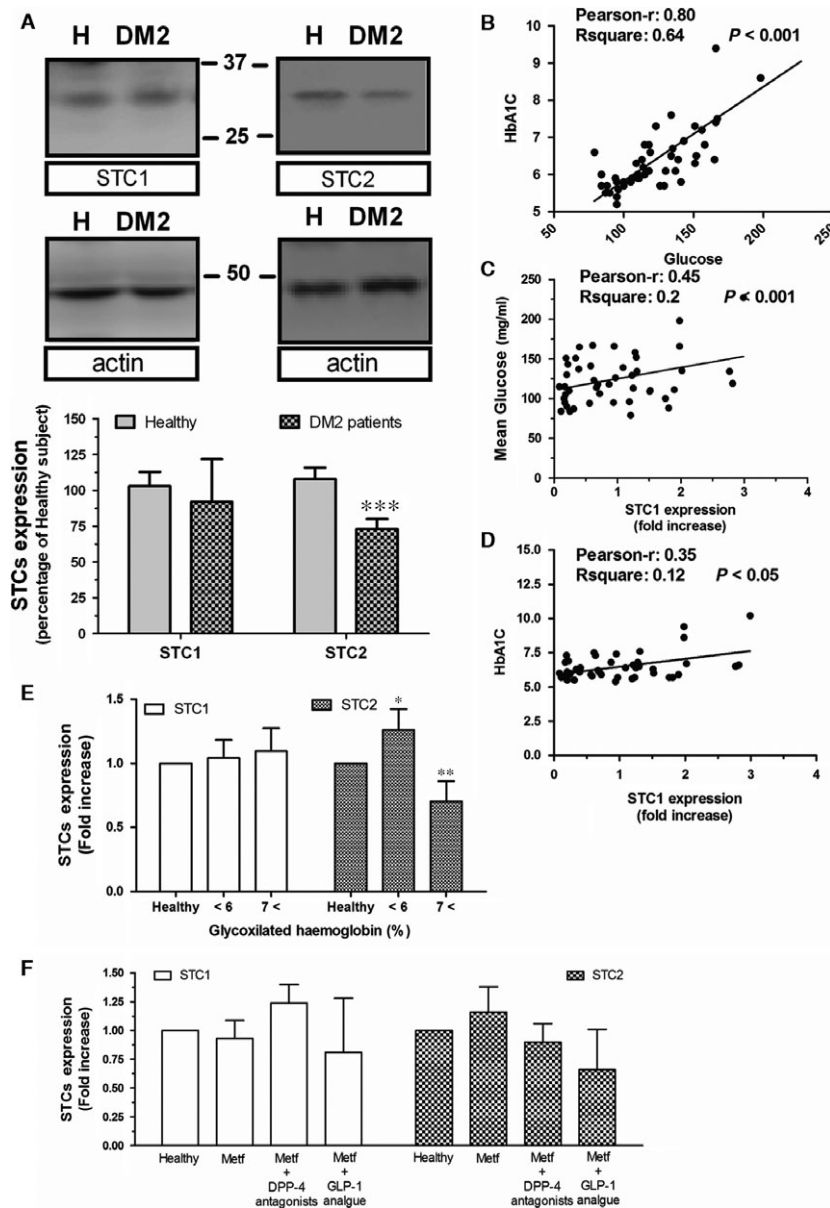 A
H DM2
H DM2
37
25
STC1
STC2
H DM2
H DM2
50
actin
actin
STCs expression
(percentage of Healthy subject)
Healthy
DM2 patients
150
125
100
75
50
25
0
***
STC1
STC2
B
Pearson-r: 0.80
Rsquare: 0.64
P < 0.001
HbA1C
10
9
8
7
6
5
50
100
150
200
250
Glucose
C
Pearson-r: 0.45
Rsquare: 0.2
P < 0.001
Mean Glucose (mg/ml)
250
200
150
100
50
0
0
1
2
3
4
STC1 expression
(fold increase)
D
Pearson-r: 0.35
Rsquare: 0.12
P < 0.05
HbA1C
12.5
10.0
7.5
5.0
2.5
0.0
0
1
2
3
4
STC1 expression
(fold increase)
E
STCs expression
(Fold increase)
1.5
1.0
0.5
0.0
STC1
STC2
*
**
Healthy
< 6
7 <
Healthy
< 6
7 <
Glycoxilated haemoglobin (%)
F
STCs expression
(Fold increase)
1.50
1.25
1.00
0.75
0.50
0.25
0.00
STC1
STC2
Healthy
Metf
Metf
+
DPP-4
antagonists
Metf
+
GLP-1
analgue
Healthy
Metf
Metf
+
DPP-4
antagonists
Metf
+
GLP-1
analgue